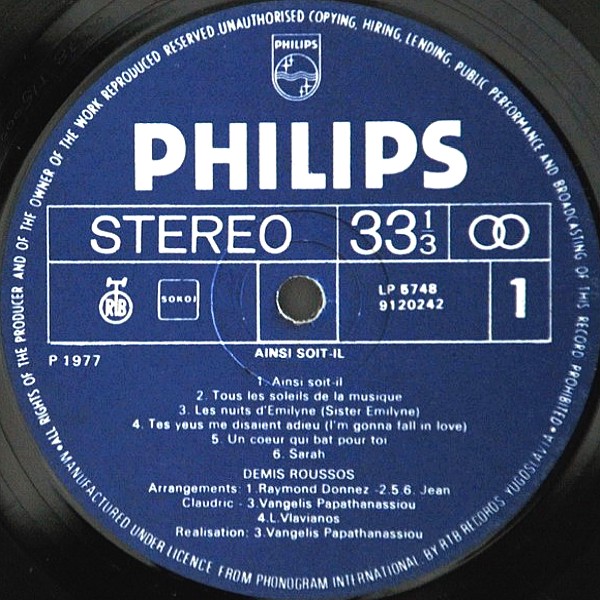 ALL RIGHTS OF THE PRODUCER AND OF THE OWNER OF THE WORK REPRODUCED RESERVED. UNAUTHORISED COPYING, HIRING, LENDING, PUBLIC PERFORMANCE AND BROADCASTING OF THIS RECORD PROHIBITED •
PHILIPS
PHILIPS
STEREO 33 1/3
RTB SOKOJ LP 5748 1
9120242
P 1977 AINSI SOIT-IL
1. Ainsi soit-il
2. Tous les soleils de la musique
3. Les nuits d'Emilyne (Sister Emilyne)
4. Tes yeus me disaient adieu (I'm gonna fall in love)
5. Un coeur qui bat pour toi
6. Sarah
DEMIS ROUSSOS
Arrangements: 1.Raymond Donnez -2.5.6. Jean
Claudric - 3.Vangelis Papathanassiou
4.L.Vlavianos
Realisation: 3.Vangelis Papathanassiou
• MANUFACTURED UNDER LICENCE FROM PHONOGRAM INTERNATIONAL. BY RTB RECORDS YUGOSLAVIA •